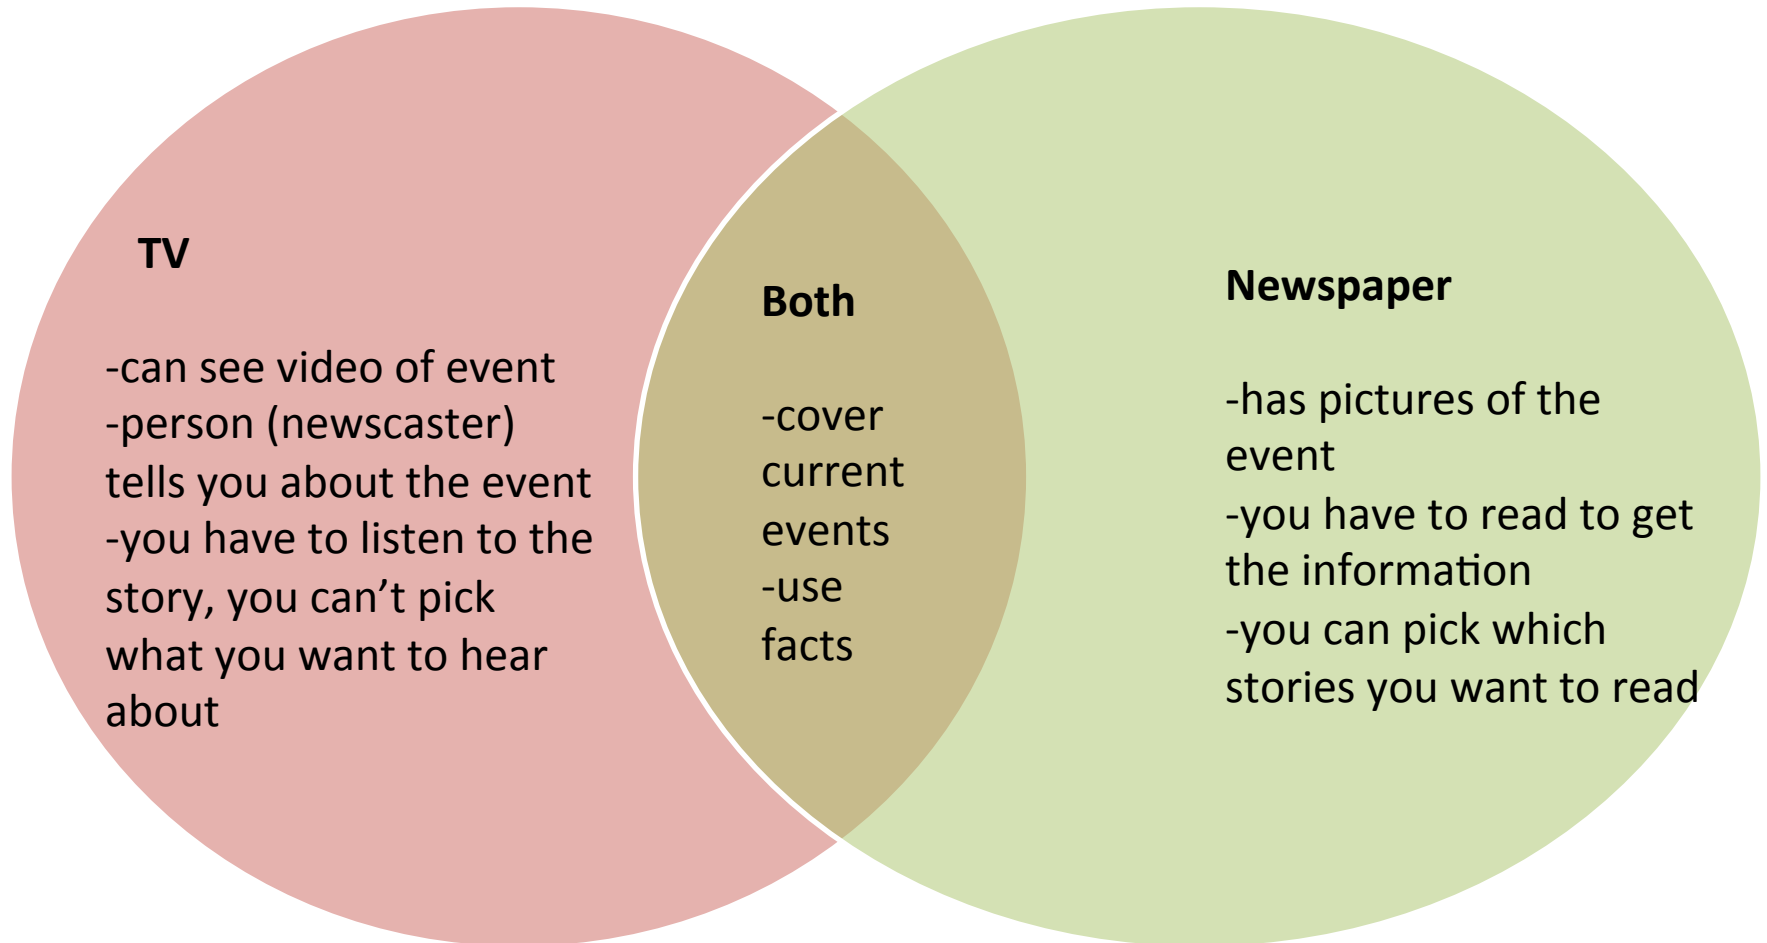 TV
-can see video of event
-person (newscaster)
tells you about the event
-you have to listen to the
story, you can’t pick
what you want to hear
about
Both
-cover
current
events
-use
facts
Newspaper
-has pictures of the
event
-you have to read to get
the information
-you can pick which
stories you want to read